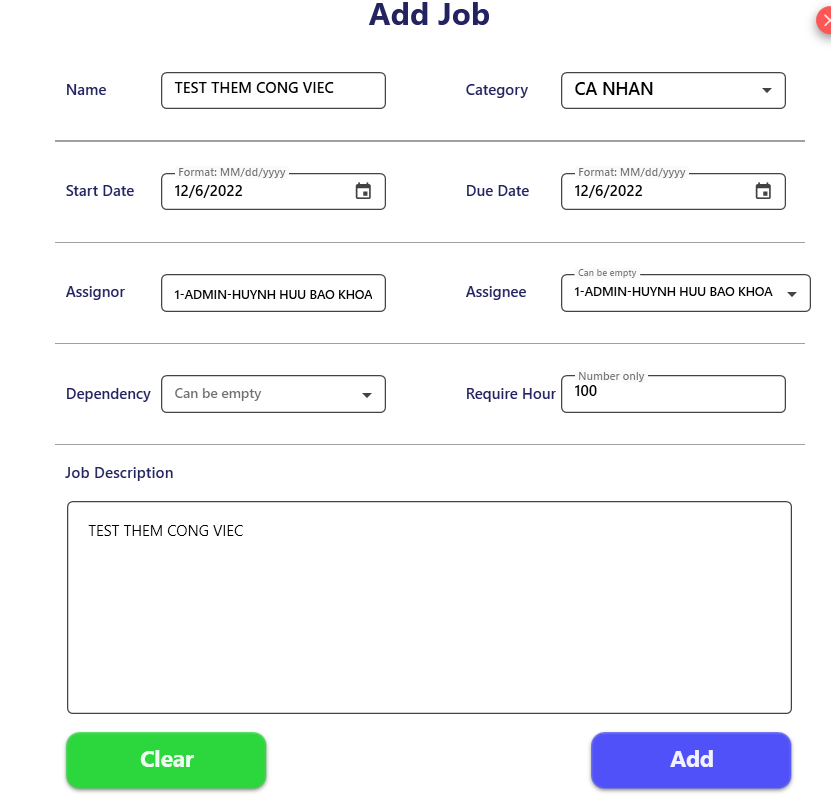 Add Job
Name TEST THEM CONG VIEC Category CA NHAN
Format: MM/dd/yyyy Format: MM/dd/yyyy
Start Date 12/6/2022 Due Date 12/6/2022
Can be empty
Assignor 1-ADMIN-HUYNH HUU BAO KHOA Assignee 1-ADMIN-HUYNH HUU BAO KHOA
Number only
Dependency Can be empty Require Hour 100
Job Description
TEST THEM CONG VIEC
Clear Add